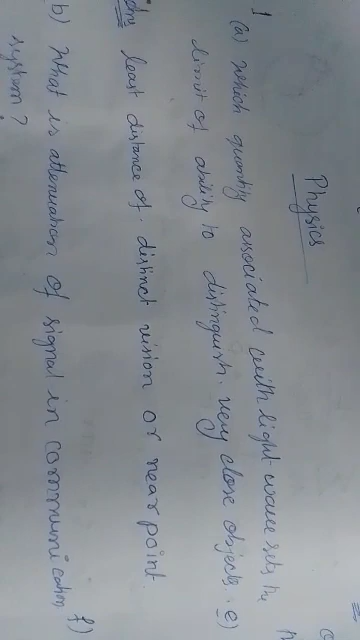 Physics
1 (a) Which quantity associated with light wave sets the
limit of ability to distinguish very close objects. e)
Ans least distance of distinct vision or near point.
b) What is attenuation of signal in communication f)
system?